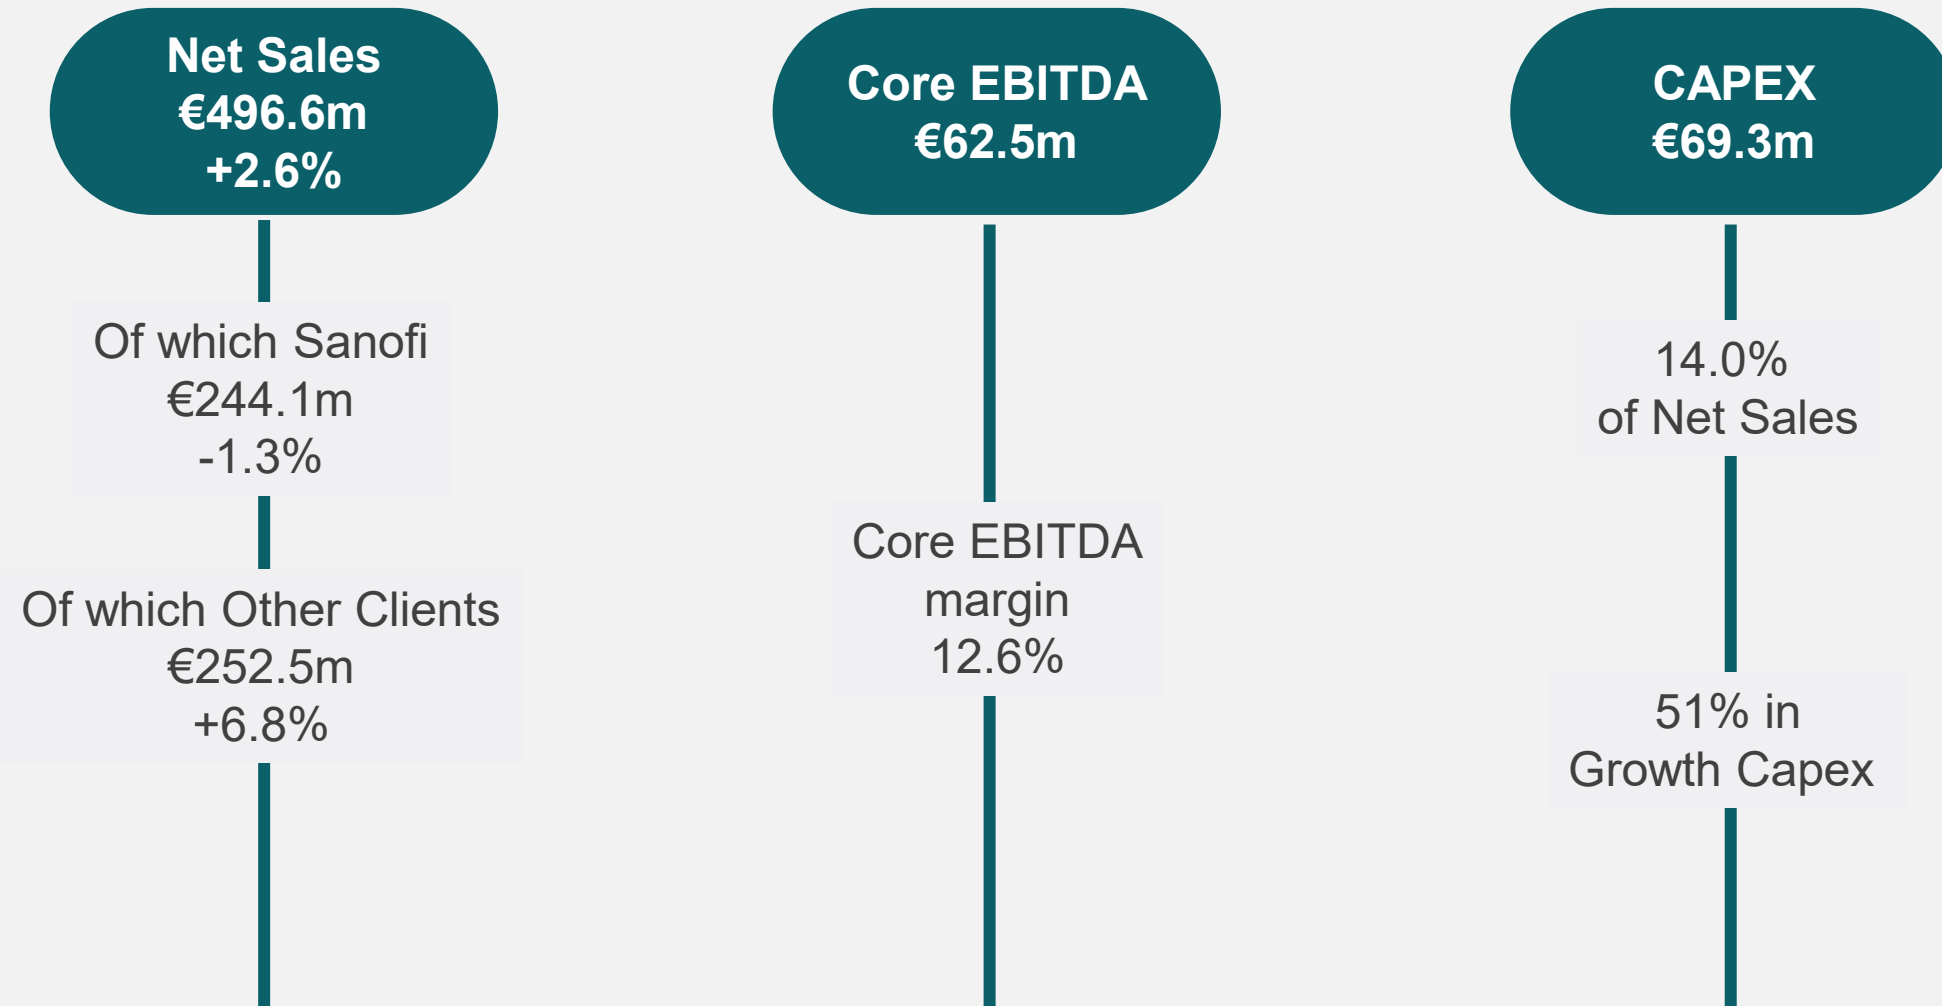 Net Sales
€496.6m
+2.6%
Of which Sanofi
€244.1m
-1.3%
Of which Other Clients
€252.5m
+6.8%
Core EBITDA
€62.5m
Core EBITDA
margin
12.6%
CAPEX
€69.3m
14.0%
of Net Sales
51% in
Growth Capex